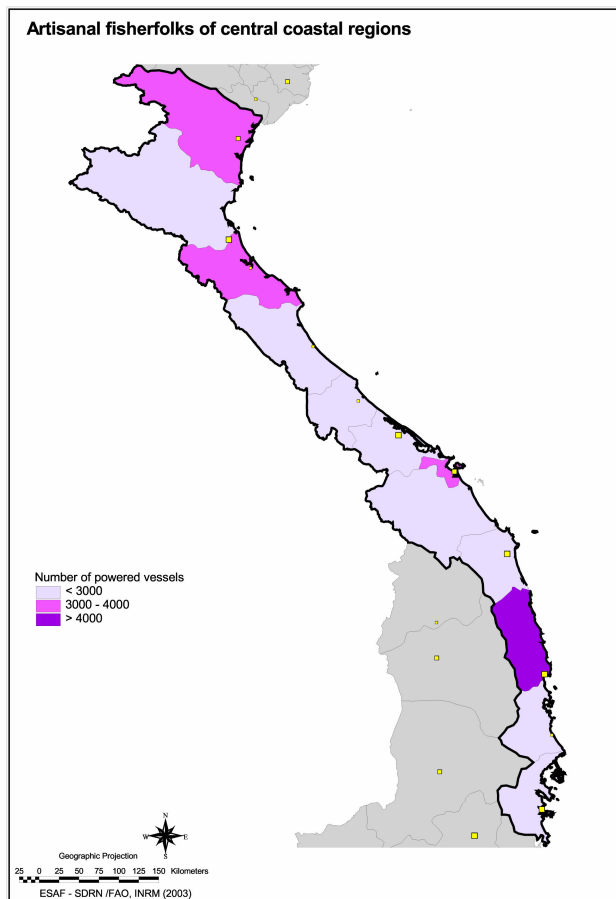 Artisanal fisherfolks of central coastal regions
Number of powered vessels
< 3000
3000 - 4000
> 4000
N
W E
S
Geographic Projection
25 0 25 50 75 100 125 150 Kilometers
ESAF - SDRN /FAO, INRM (2003)